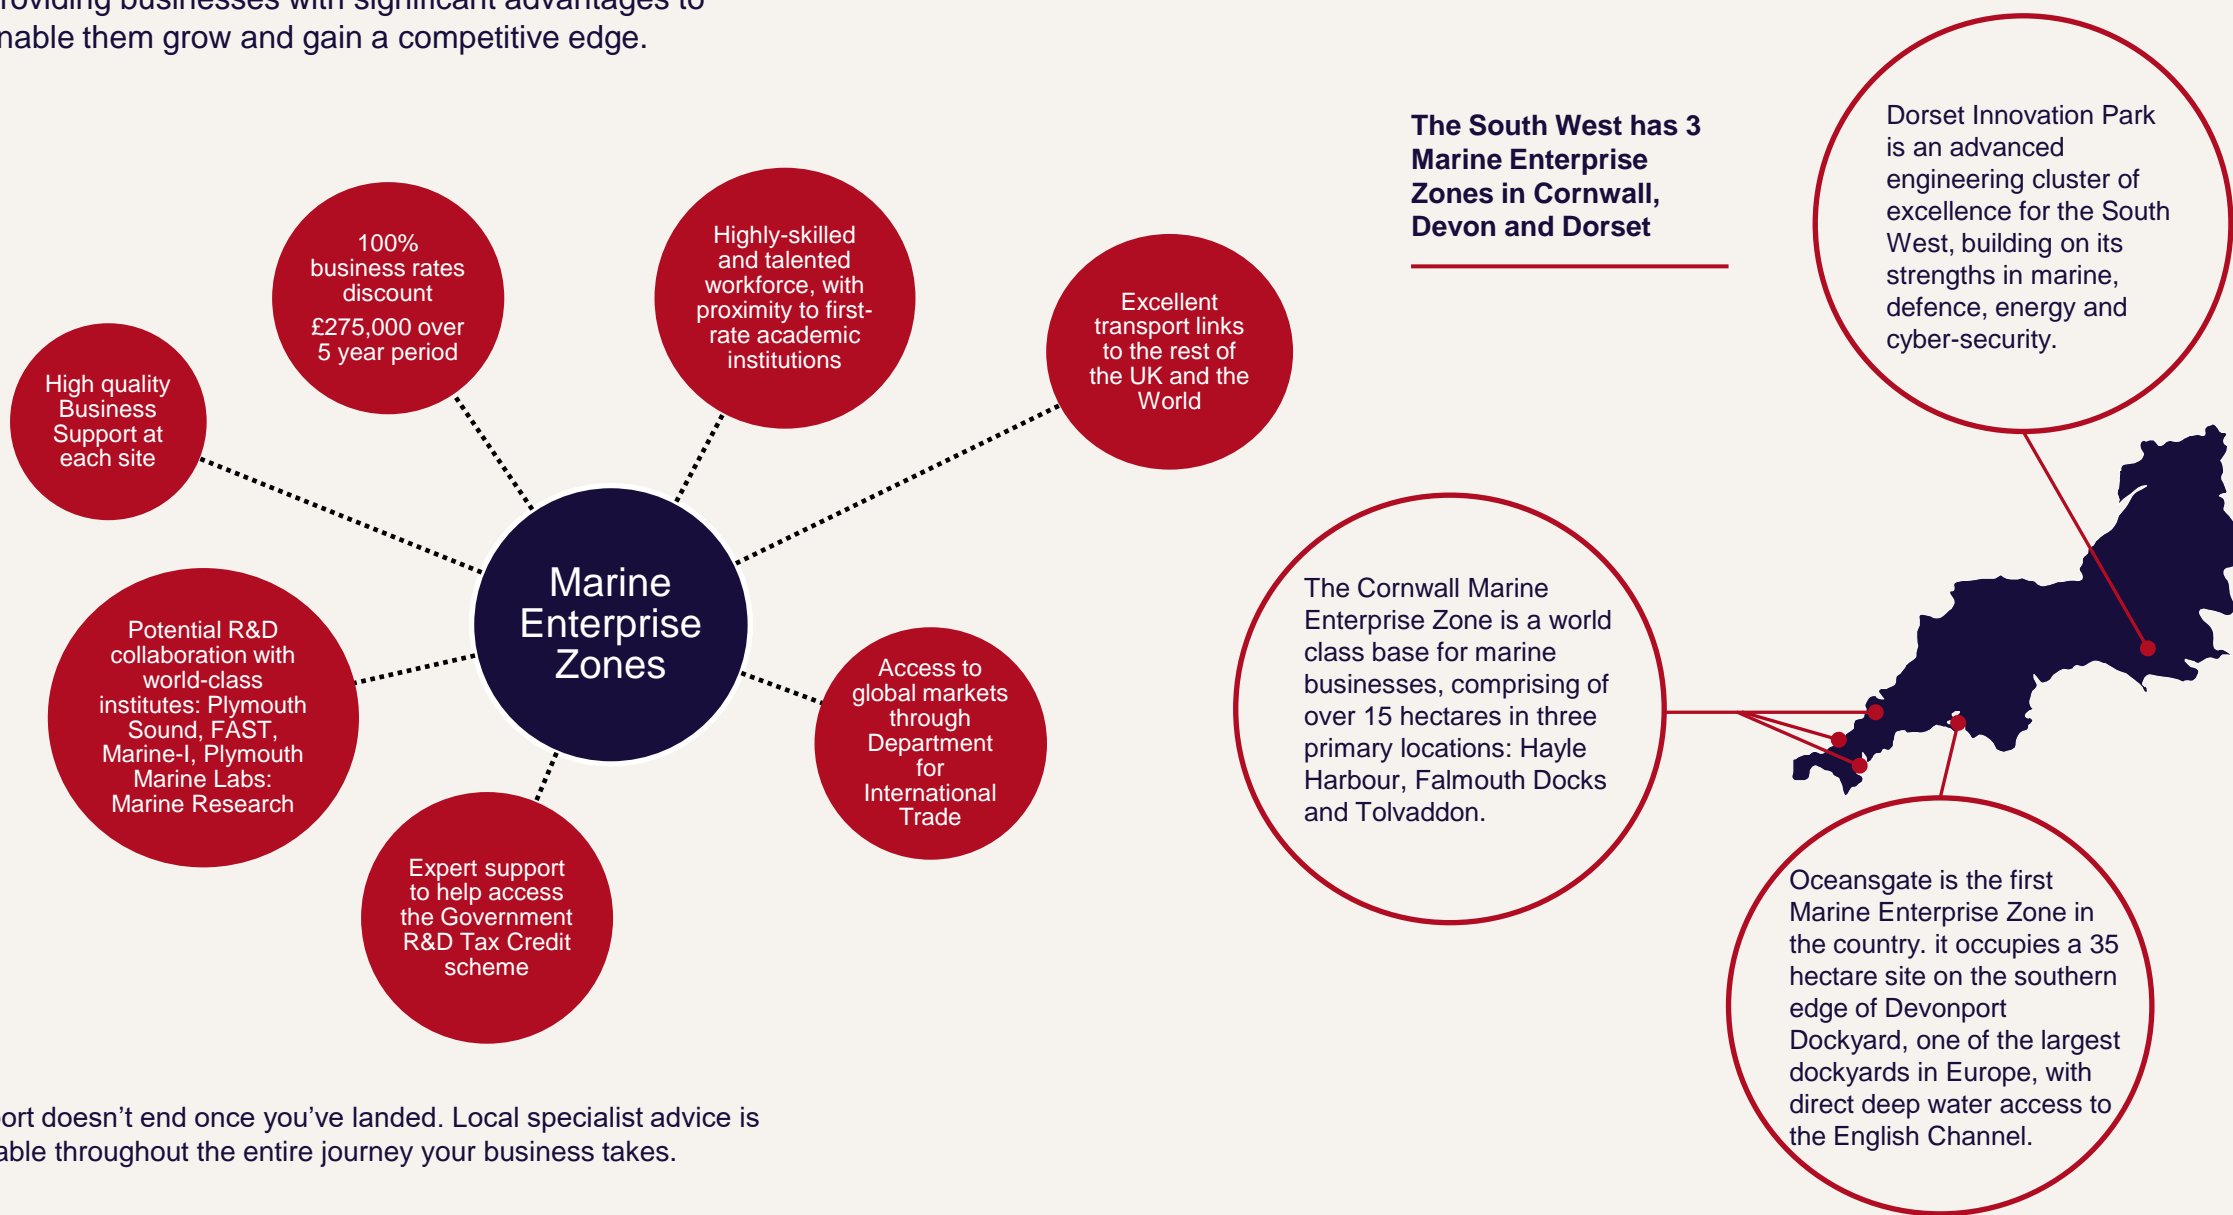 roviding businesses with significant advantages to
nable them grow and gain a competitive edge.
The South West has 3
Marine Enterprise
Zones in Cornwall,
Devon and Dorset
Dorset Innovation Park
is an advanced
engineering cluster of
excellence for the South
West, building on its
strengths in marine,
defence, energy and
cyber-security.
100%
business rates
discount
£275,000 over
5 year period
Highly-skilled
and talented
workforce, with
proximity to first-
rate academic
institutions
Excellent
transport links
to the rest of
the UK and the
World
High quality
Business
Support at
each site
Marine
Enterprise
Zones
Potential R&D
collaboration with
world-class
institutes: Plymouth
Sound, FAST,
Marine-I, Plymouth
Marine Labs:
Marine Research
Access to
global markets
through
Department
for
International
Trade
Expert support
to help access
the Government
R&D Tax Credit
scheme
The Cornwall Marine
Enterprise Zone is a world
class base for marine
businesses, comprising of
over 15 hectares in three
primary locations: Hayle
Harbour, Falmouth Docks
and Tolvaddon.
Oceansgate is the first
Marine Enterprise Zone in
the country. it occupies a 35
hectare site on the southern
edge of Devonport
Dockyard, one of the largest
dockyards in Europe, with
direct deep water access to
the English Channel.
ort doesn’t end once you’ve landed. Local specialist advice is
able throughout the entire journey your business takes.